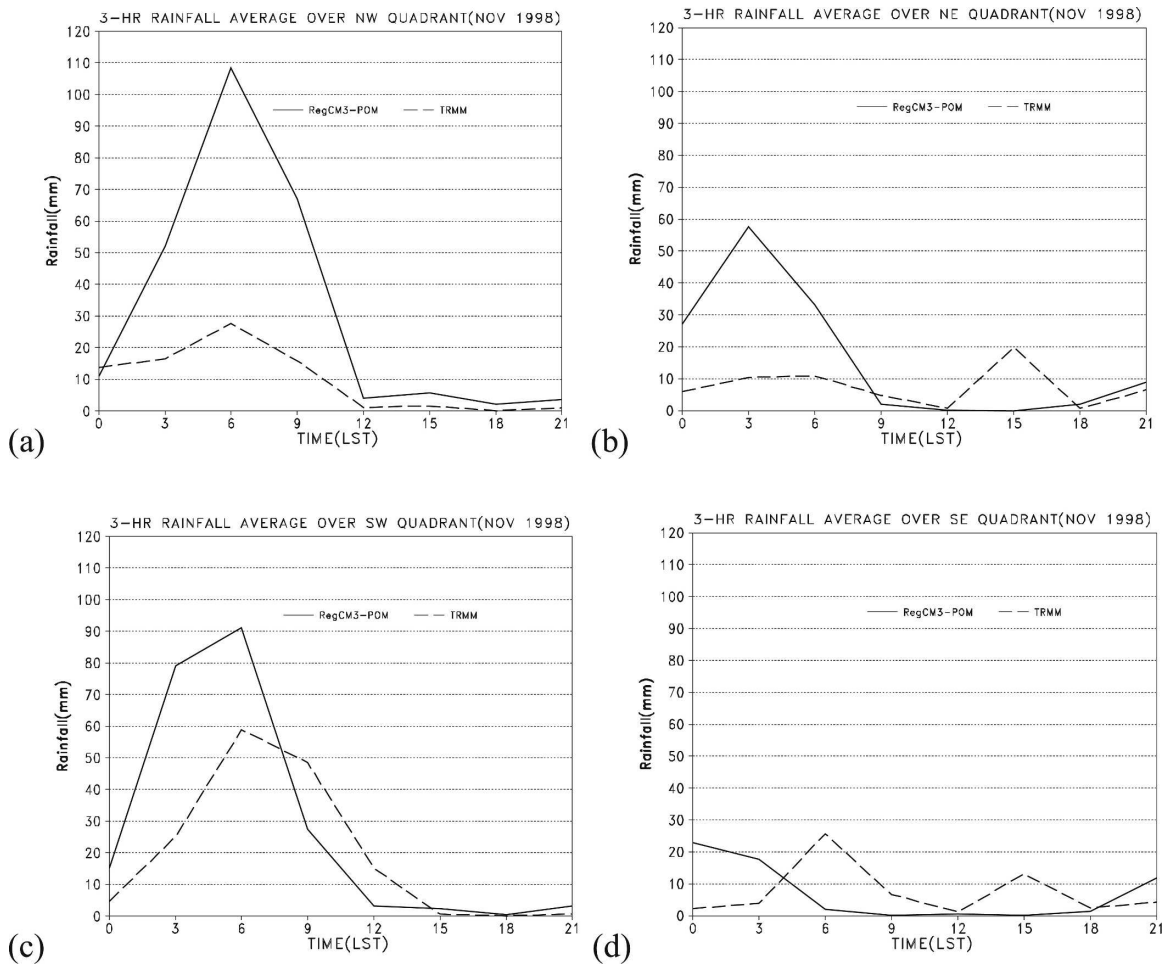 3-HR RAINFALL AVERAGE OVER NW QUADRANT(NOV 1998)
120
110
100
90
80
70
60
50
40
30
20
10
0
Rainfall(mm)
RegCM3-POM TRMM
0 3 6 9 12 15 18 21
TIME(LST)
(a)
3-HR RAINFALL AVERAGE OVER NE QUADRANT(NOV 1998)
120
110
100
90
80
70
60
50
40
30
20
10
0
Rainfall(mm)
RegCM3-POM TRMM
0 3 6 9 12 15 18 21
TIME(LST)
(b)
3-HR RAINFALL AVERAGE OVER SW QUADRANT(NOV 1998)
120
110
100
90
80
70
60
50
40
30
20
10
0
Rainfall(mm)
RegCM3-POM TRMM
0 3 6 9 12 15 18 21
TIME(LST)
(c)
3-HR RAINFALL AVERAGE OVER SE QUADRANT(NOV 1998)
120
110
100
90
80
70
60
50
40
30
20
10
0
Rainfall(mm)
RegCM3-POM TRMM
0 3 6 9 12 15 18 21
TIME(LST)
(d)